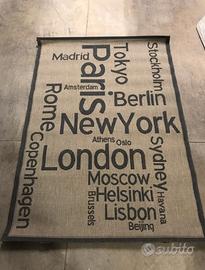 Madrid
Tokyo
Stockholm
Paris
Amsterdam
Berlin
Rome
NewYork
Athens
Oslo
Copenhagen
London
Sydney
Moscow
Havana
Helsinki
Brussels
Lisbon
Beijing
subito